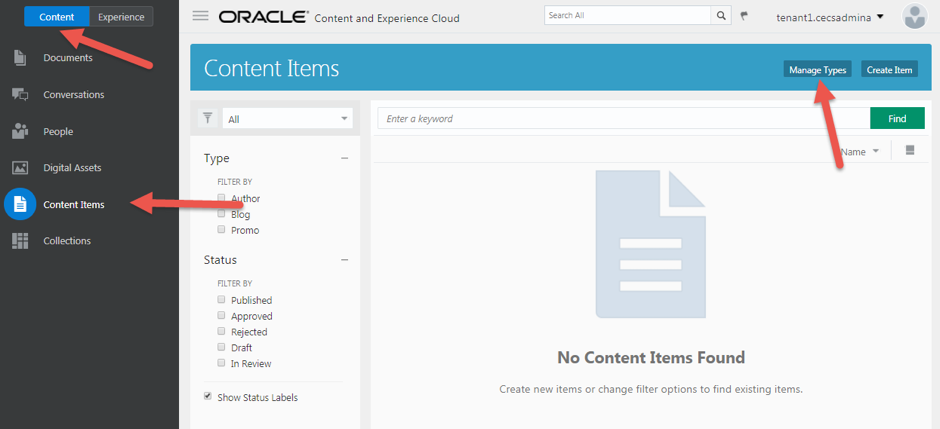 Content Experience
Documents
Conversations
People
Digital Assets
Content Items
Collections
ORACLE® Content and Experience Cloud
Search All
tenant1.cecsadmina
Content Items
Manage Types Create Item
All
Enter a keyword
Find
Type
FILTER BY
Author
Blog
Promo
Status
FILTER BY
Published
Approved
Rejected
Draft
In Review
Show Status Labels
Name
No Content Items Found
Create new items or change filter options to find existing items.